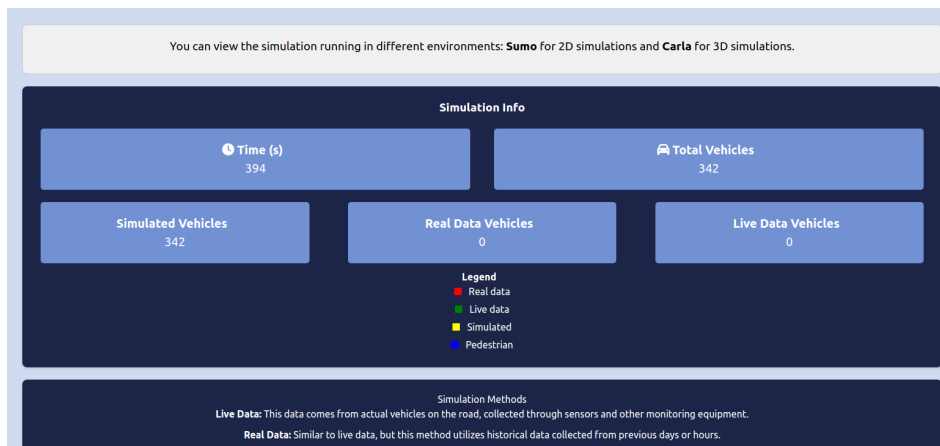 You can view the simulation running in different environments: Sumo for 2D simulations and Carla for 3D simulations.
Simulation Info
Time (s)
394
Total Vehicles
342
Simulated Vehicles
342
Real Data Vehicles
0
Live Data Vehicles
0
Legend
Real data
Live data
Simulated
Pedestrian
Simulation Methods
Live Data: This data comes from actual vehicles on the road, collected through sensors and other monitoring equipment.
Real Data: Similar to live data, but this method utilizes historical data collected from previous days or hours.